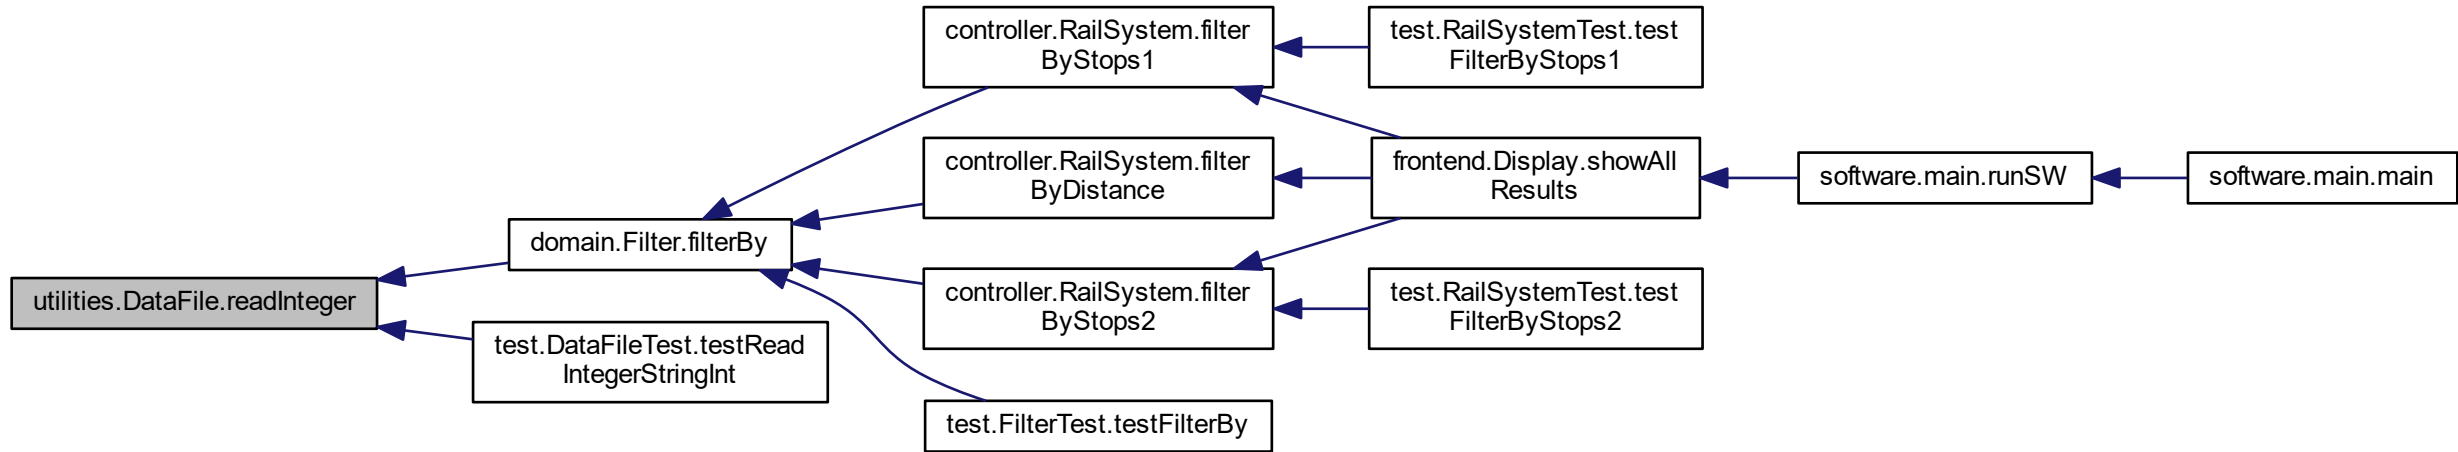 utilities.DataFile.readInteger
domain.Filter.filterBy
test.DataFileTest.testRead
IntegerStringInt
controller.RailSystem.filter
ByStops1
controller.RailSystem.filter
ByDistance
controller.RailSystem.filter
ByStops2
test.FilterTest.testFilterBy
test.RailSystemTest.test
FilterByStops1
frontend.Display.showAll
Results
test.RailSystemTest.test
FilterByStops2
software.main.runSW
software.main.main